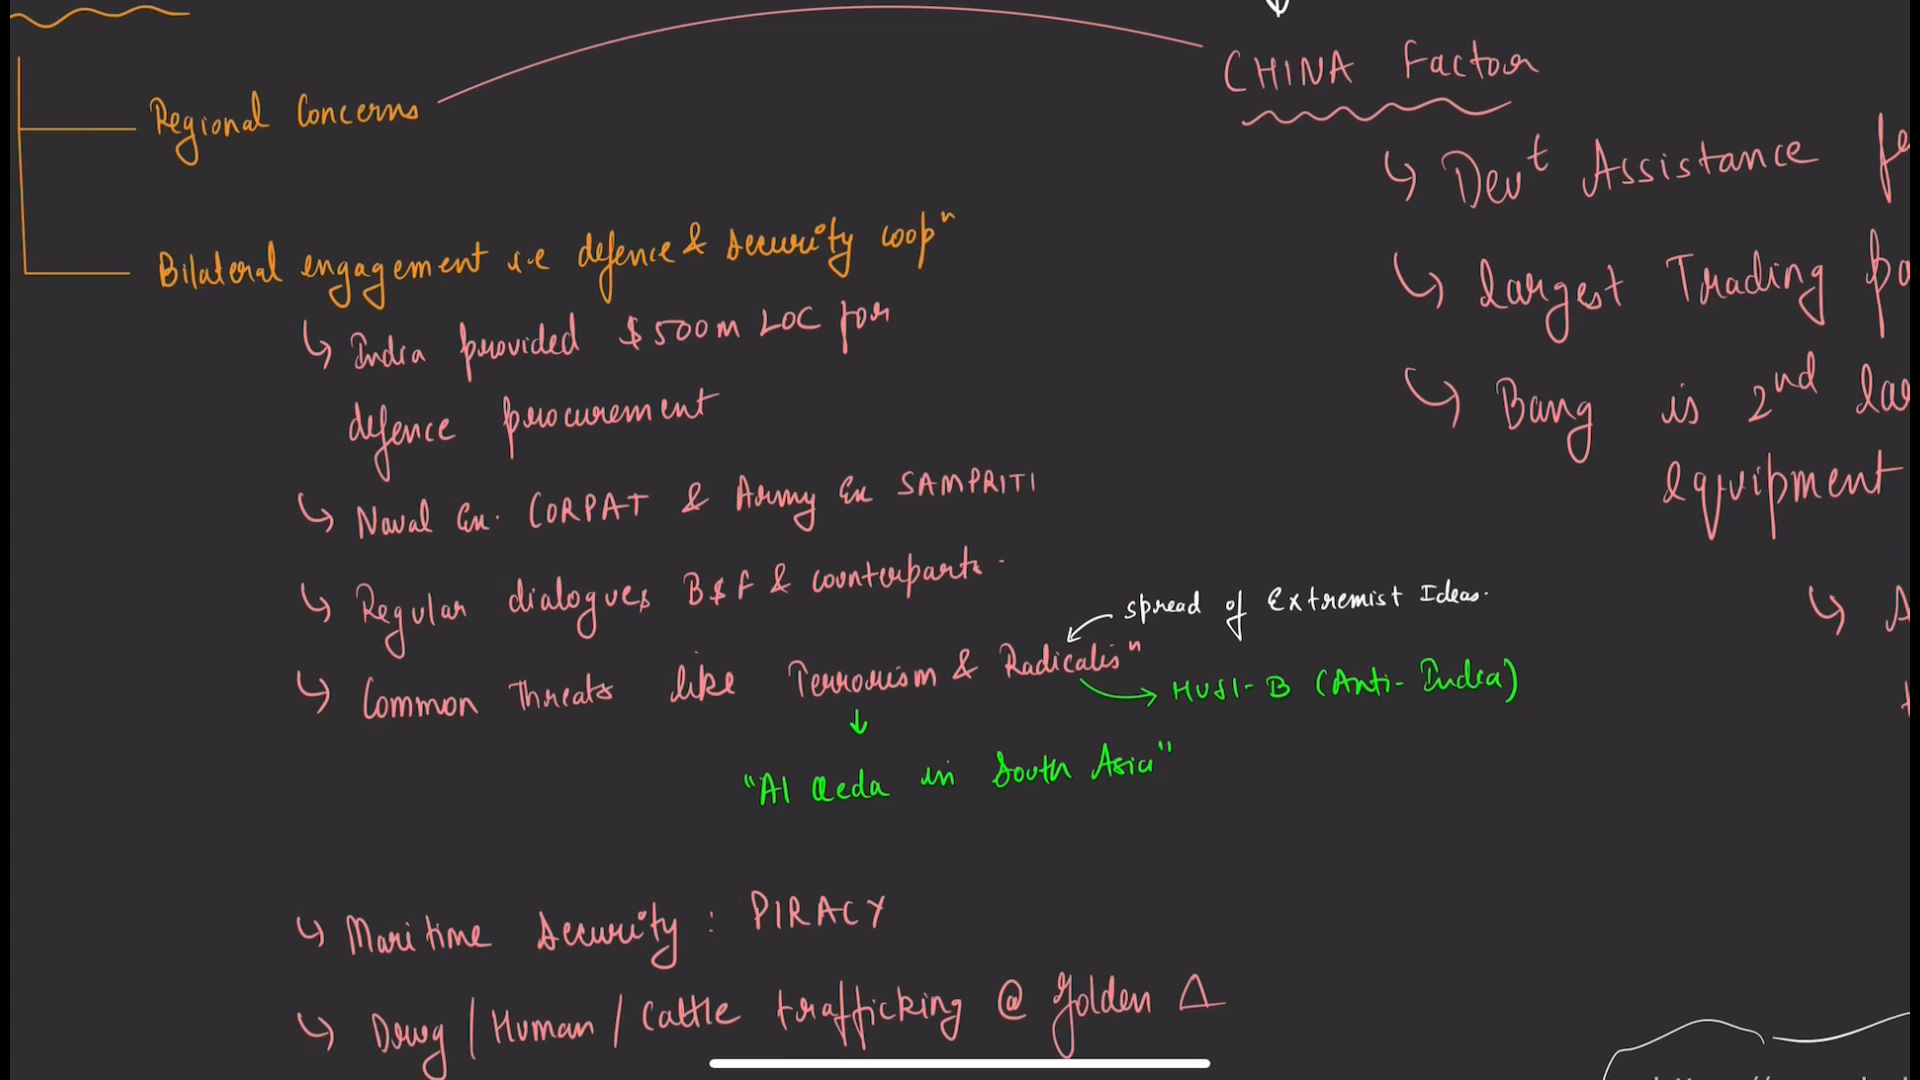 Regional Concerns
Bilateral engagement i.e defence & security coopⁿ
↳ India provided $500m LOC for
defence procurement
↳ Naval Ex. CORPAT & Army Ex SAMPRITI
↳ Regular dialogues BSF & counterparts.
↳ Common Threats like Terrorism & Radicalisⁿ
spread of Extremist Ideas.
→ HUJI-B (Anti-India)
"Al Qeda in South Asia"
↳ Maritime Security : PIRACY
↳ Drug / Human / Cattle trafficking @ Golden Δ
CHINA Factor
↳ Devᵗ Assistance
↳ largest Trading
↳ Bang is 2nd
equipment